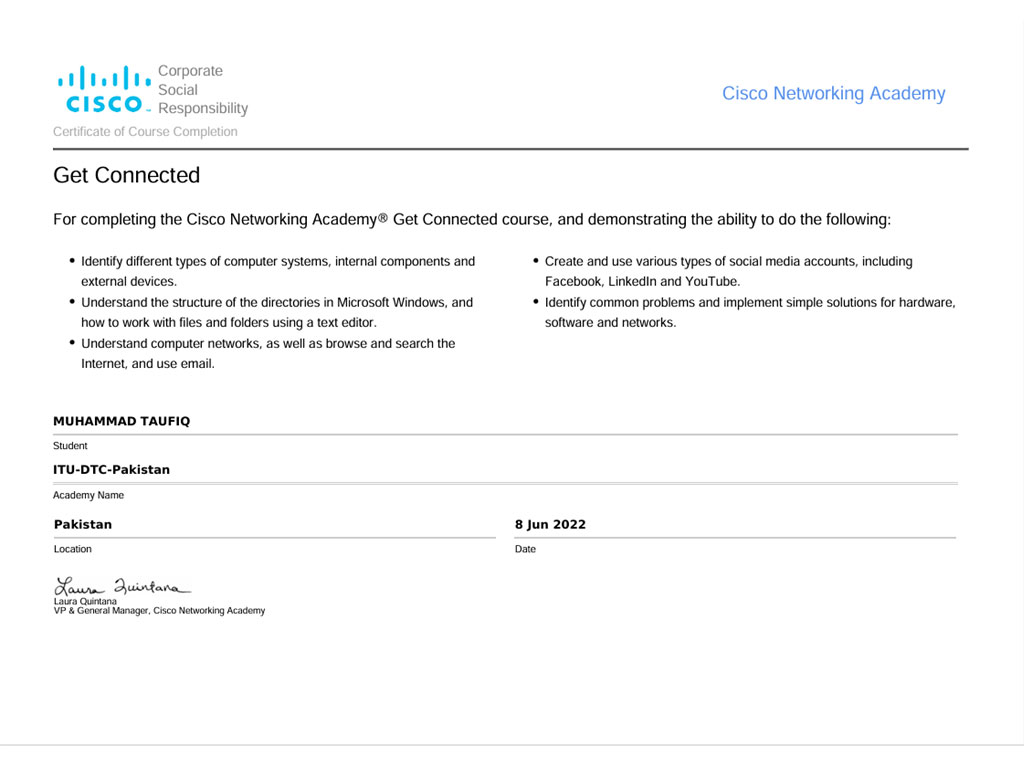 Corporate
Social
CISCO™ Responsibility
Cisco Networking Academy
Certificate of Course Completion
Get Connected
For completing the Cisco Networking Academy® Get Connected course, and demonstrating the ability to do the following:
• Identify different types of computer systems, internal components and
external devices.
• Understand the structure of the directories in Microsoft Windows, and
how to work with files and folders using a text editor.
• Understand computer networks, as well as browse and search the
Internet, and use email.
• Create and use various types of social media accounts, including
Facebook, LinkedIn and YouTube.
• Identify common problems and implement simple solutions for hardware,
software and networks.
MUHAMMAD TAUFIQ
Student
ITU-DTC-Pakistan
Academy Name
Pakistan
Location
8 Jun 2022
Date
Laura Quintana
Laura Quintana
VP & General Manager, Cisco Networking Academy